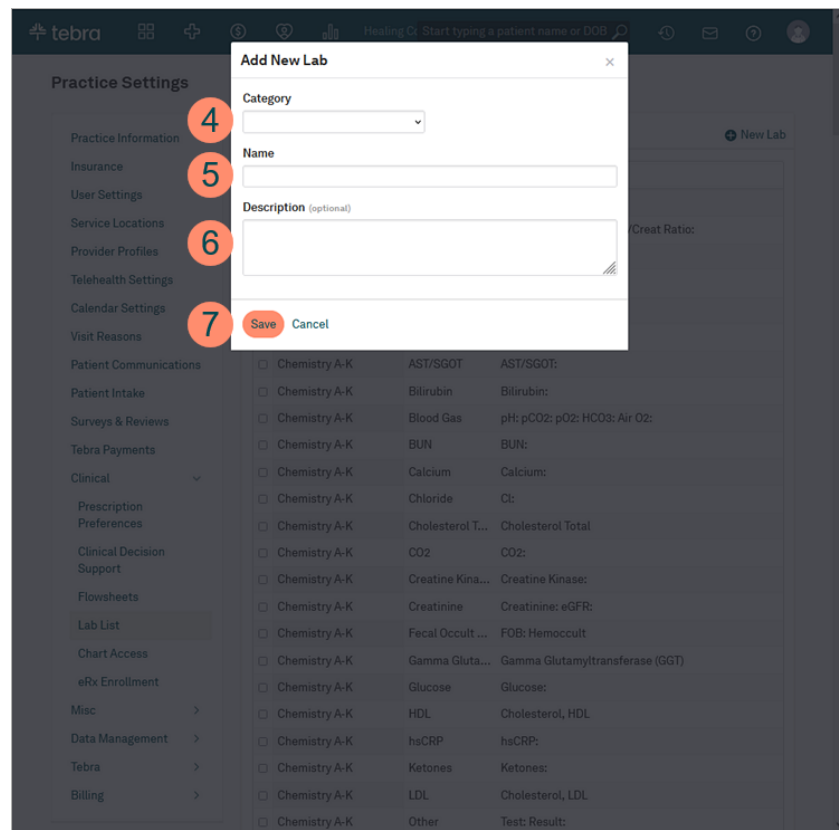 tebra
Healing Co Start typing a patient name or DOB
Practice Settings
Add New Lab
×
4
Category
5
Name
6
Description (optional)
7
Save Cancel
New Lab
Practice Information
Insurance
User Settings
Service Locations
Provider Profiles
Telehealth Settings
Calendar Settings
Visit Reasons
Patient Communications
Patient Intake
Surveys & Reviews
Tebra Payments
Clinical
Prescription
Preferences
Clinical Decision
Support
Flowsheets
Lab List
Chart Access
eRx Enrollment
Misc
Data Management
Tebra
Billing
/Creat Ratio:
Chemistry A-K AST/SGOT AST/SGOT:
Chemistry A-K Bilirubin Bilirubin:
Chemistry A-K Blood Gas pH: pCO2: pO2: HCO3: Air O2:
Chemistry A-K BUN BUN:
Chemistry A-K Calcium Calcium:
Chemistry A-K Chloride Cl:
Chemistry A-K Cholesterol T... Cholesterol Total
Chemistry A-K CO2 CO2:
Chemistry A-K Creatine Kina... Creatine Kinase:
Chemistry A-K Creatinine Creatinine: eGFR:
Chemistry A-K Fecal Occult ... FOB: Hemoccult
Chemistry A-K Gamma Gluta... Gamma Glutamyltransferase (GGT)
Chemistry A-K Glucose Glucose:
Chemistry A-K HDL Cholesterol, HDL
Chemistry A-K hsCRP hsCRP:
Chemistry A-K Ketones Ketones:
Chemistry A-K LDL Cholesterol, LDL
Chemistry A-K Other Test: Result: